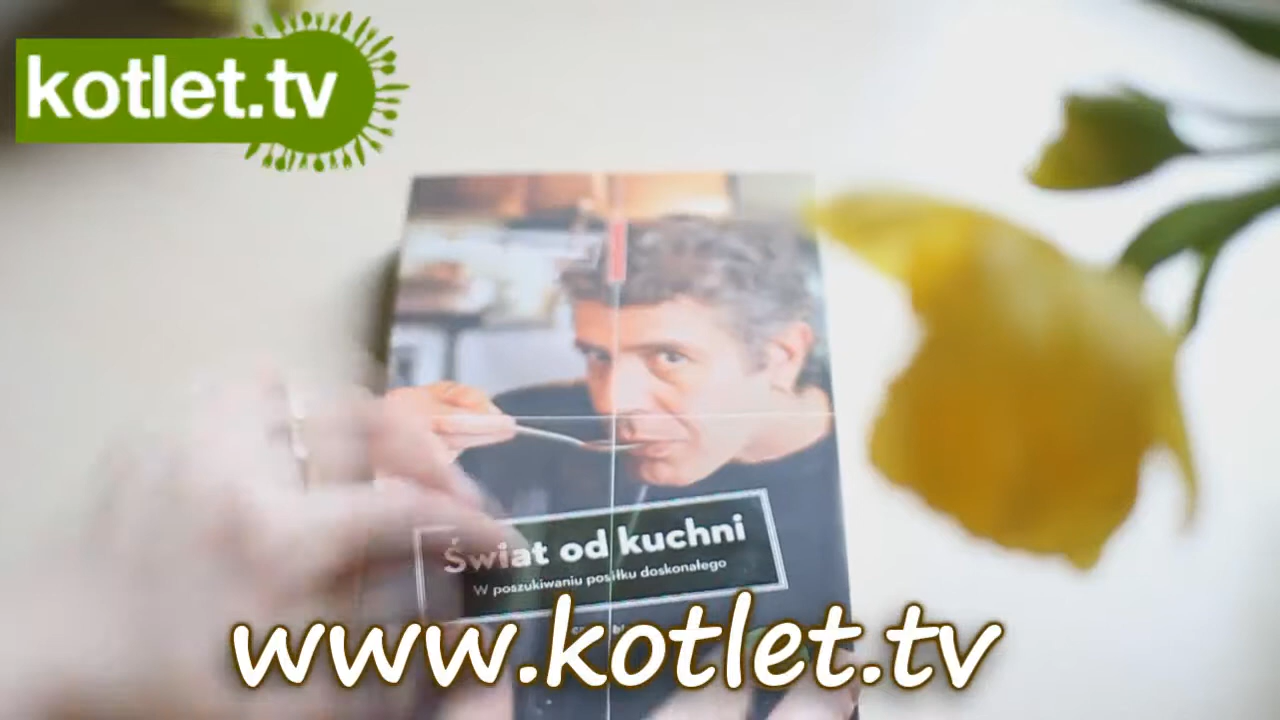 kotlet.tv
Świat od kuchni
W poszukiwaniu posiłku doskonałego
www.kotlet.tv